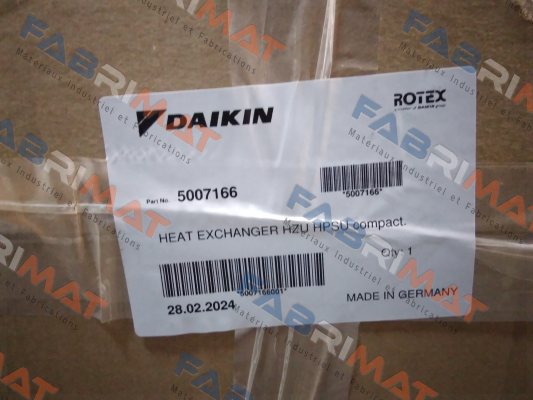 DAIKIN
ROTEX
Part No. 5007166
*5007166*
HEAT EXCHANGER HZU HPSU compact.
Qty: 1
*5007166001*
28.02.2024
MADE IN GERMANY
FABRIMAT
Matériaux Industriel et Fabrications